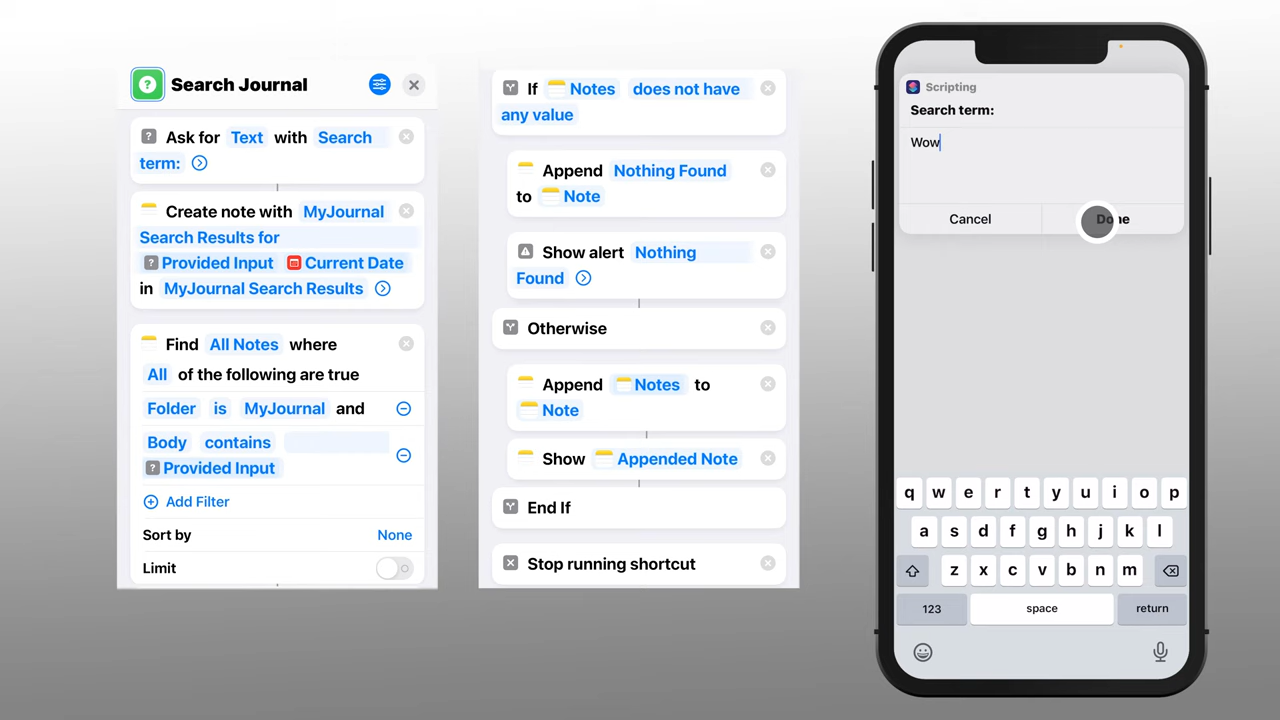 Search Journal
Ask for Text with Search
term:
Create note with MyJournal
Search Results for
Provided Input Current Date
in MyJournal Search Results
Find All Notes where
All of the following are true
Folder is MyJournal and
Body contains
Provided Input
Add Filter
Sort by None
Limit
If Notes does not have
any value
Append Nothing Found
to Note
Show alert Nothing
Found
Otherwise
Append Notes to
Note
Show Appended Note
End If
Stop running shortcut
Scripting
Search term:
Wow
Cancel Done
q w e r t y u i o p
a s d f g h j k l
z x c v b n m
123 space return